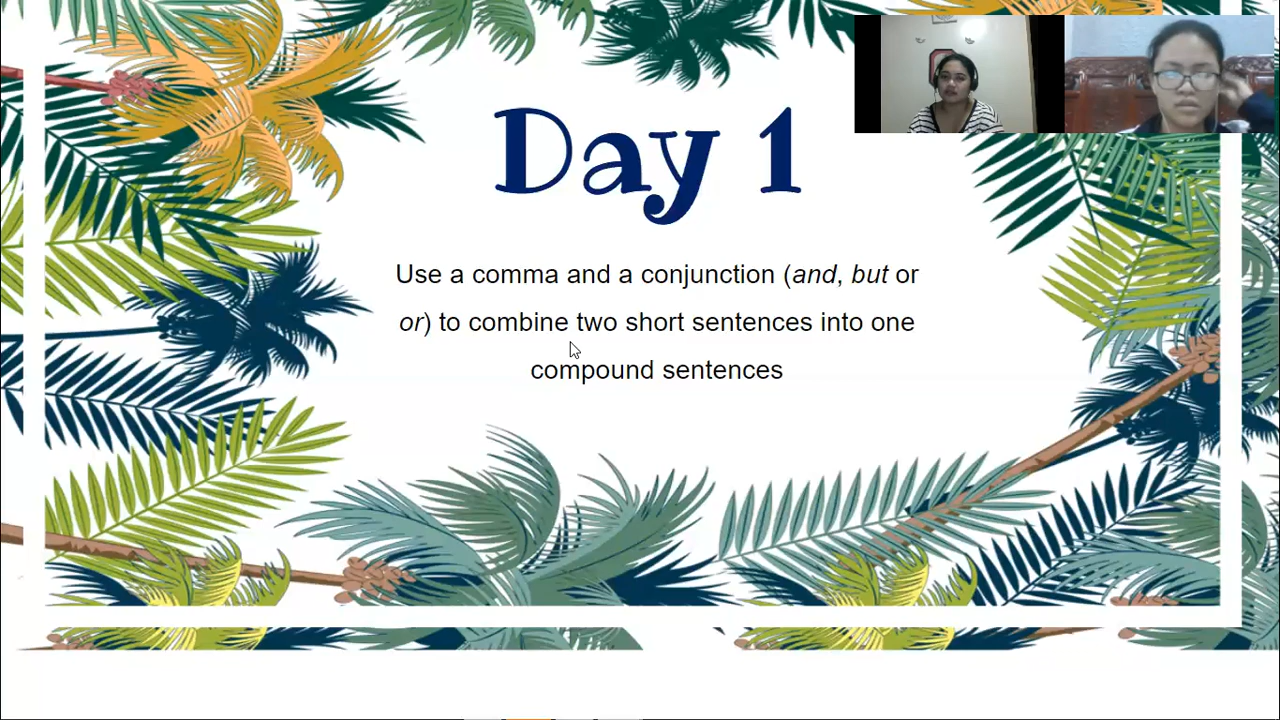 Day 1
Use a comma and a conjunction (and, but or
or) to combine two short sentences into one
compound sentences